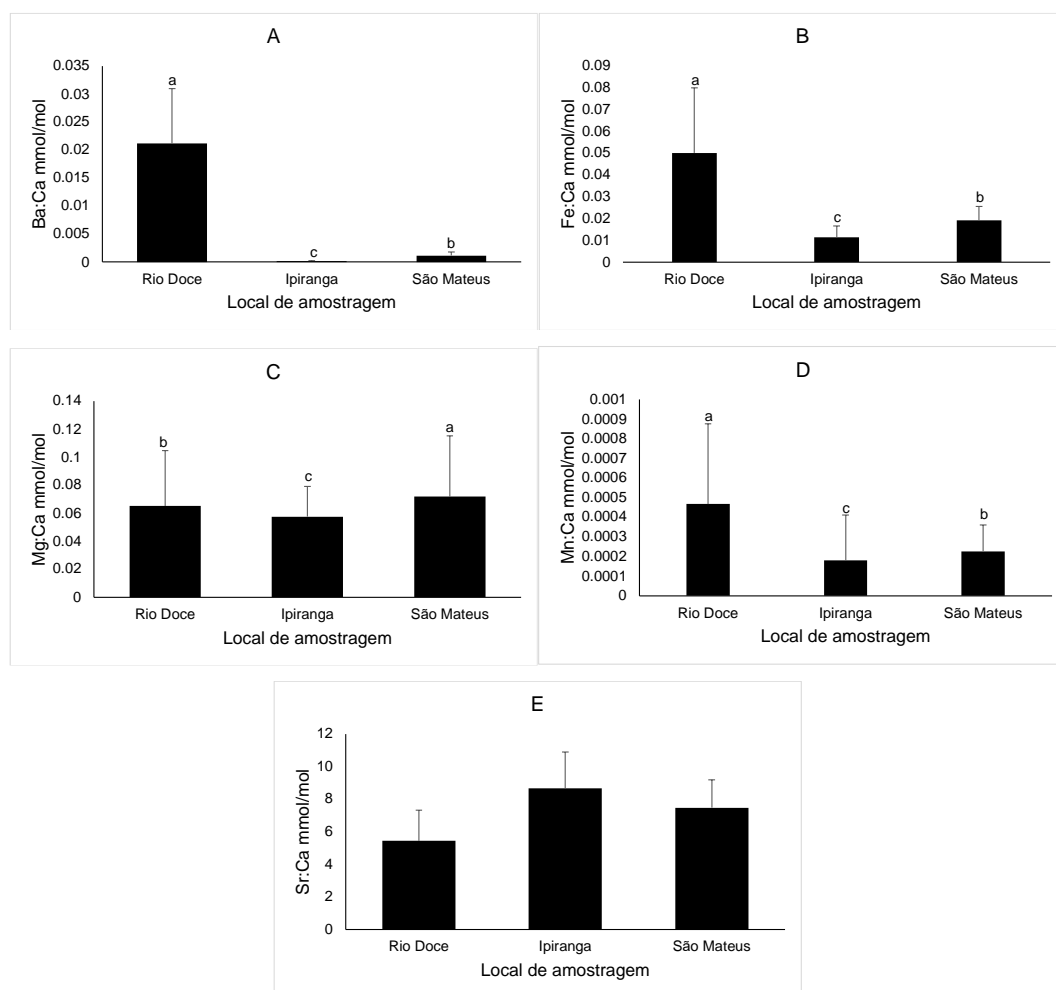 A
Ba:Ca mmol/mol
0.035
0.03
0.025
0.02
0.015
0.01
0.005
0
a
c
b
Rio Doce Ipiranga São Mateus
Local de amostragem
B
Fe:Ca mmol/mol
0.09
0.08
0.07
0.06
0.05
0.04
0.03
0.02
0.01
0
a
c
b
Rio Doce Ipiranga São Mateus
Local de amostragem
C
Mg:Ca mmol/mol
0.14
0.12
0.1
0.08
0.06
0.04
0.02
0
b
c
a
Rio Doce Ipiranga São Mateus
Local de amostragem
D
Mn:Ca mmol/mol
0.001
0.0009
0.0008
0.0007
0.0006
0.0005
0.0004
0.0003
0.0002
0.0001
0
a
c
b
Rio Doce Ipiranga São Mateus
Local de amostragem
E
Sr:Ca mmol/mol
12
10
8
6
4
2
0
Rio Doce Ipiranga São Mateus
Local de amostragem